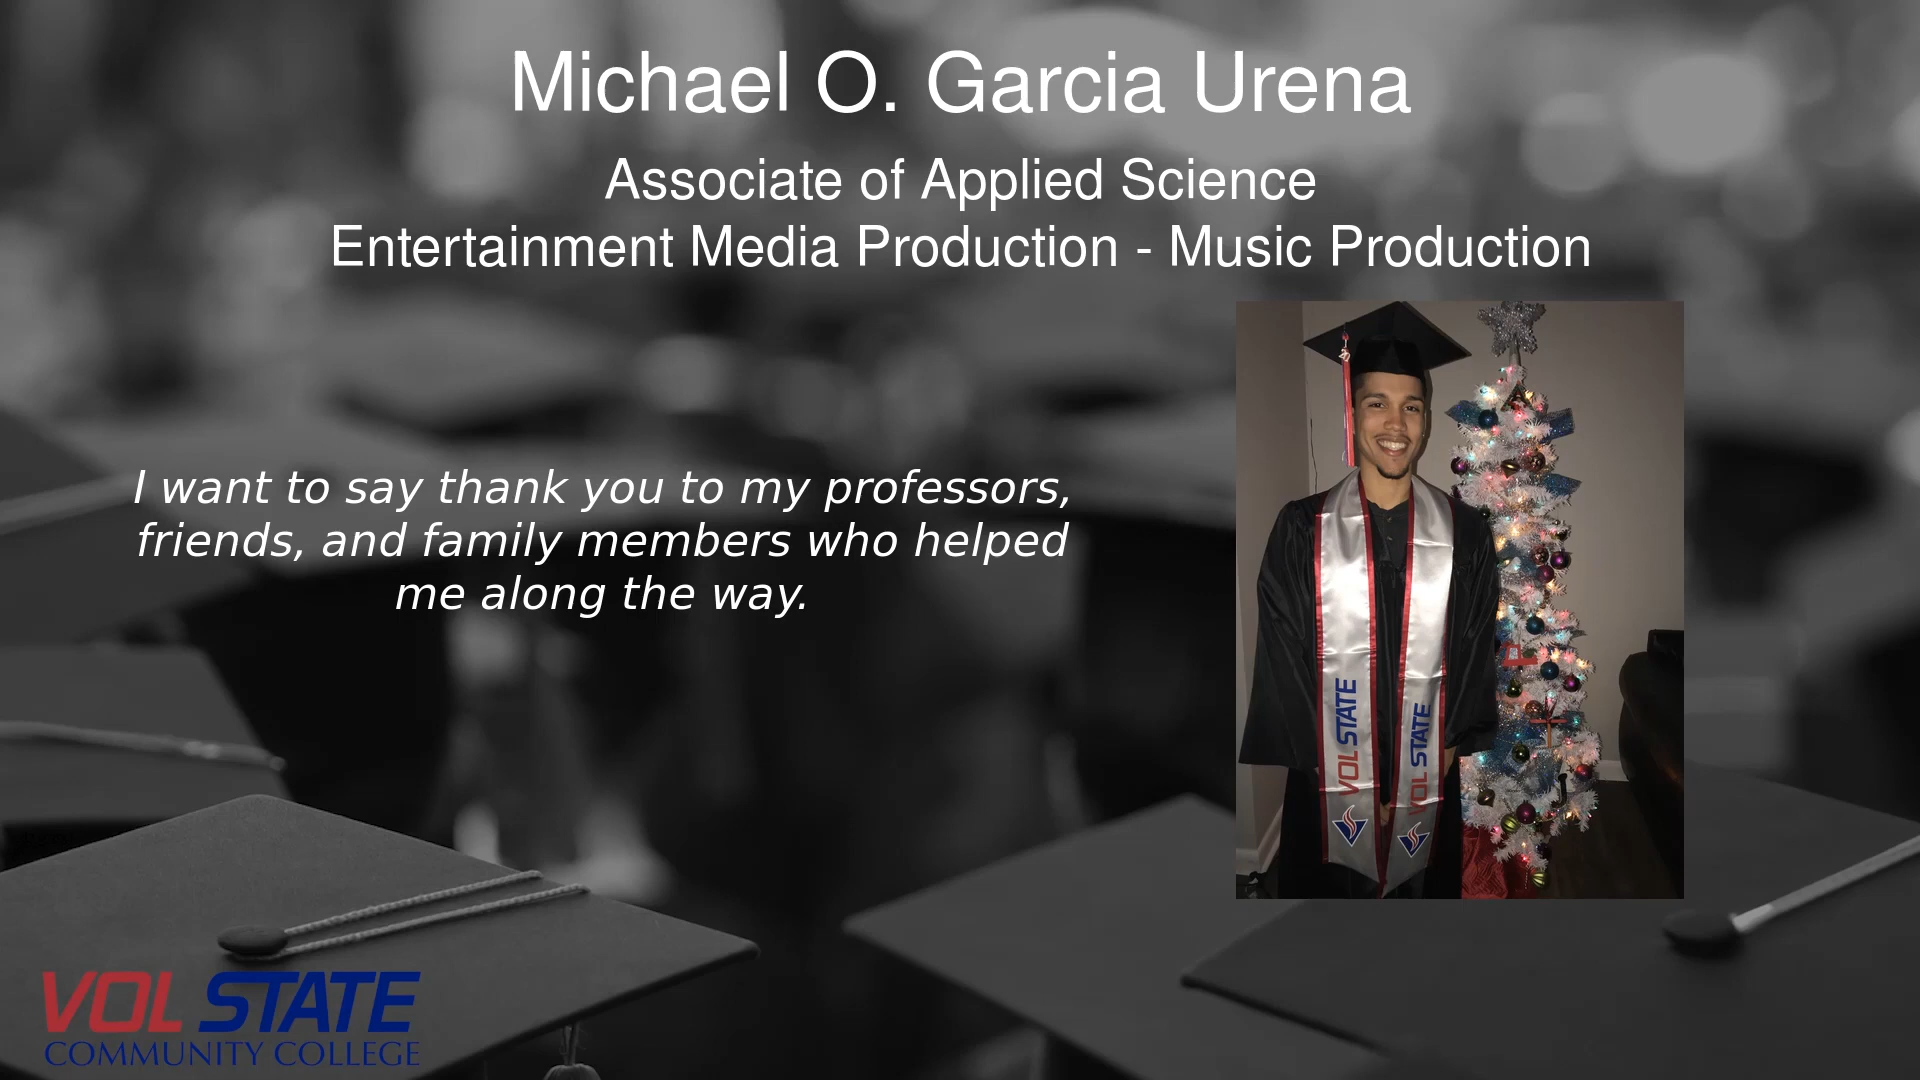 Michael O. Garcia Urena
Associate of Applied Science
Entertainment Media Production - Music Production
I want to say thank you to my professors,
friends, and family members who helped
me along the way.
VOL STATE
VOL STATE
VOL STATE
COMMUNITY COLLEGE